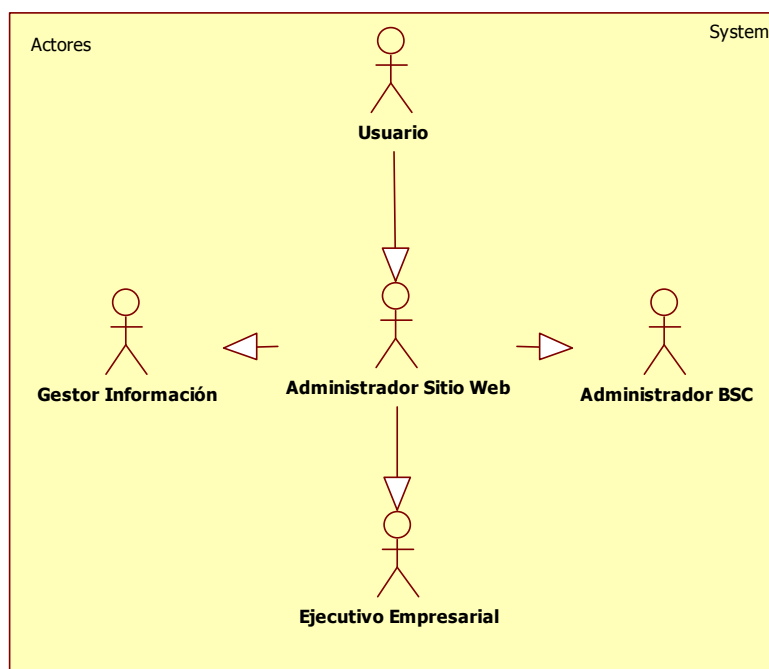 Actores
System
Usuario
Gestor Información
Administrador Sitio Web
Administrador BSC
Ejecutivo Empresarial